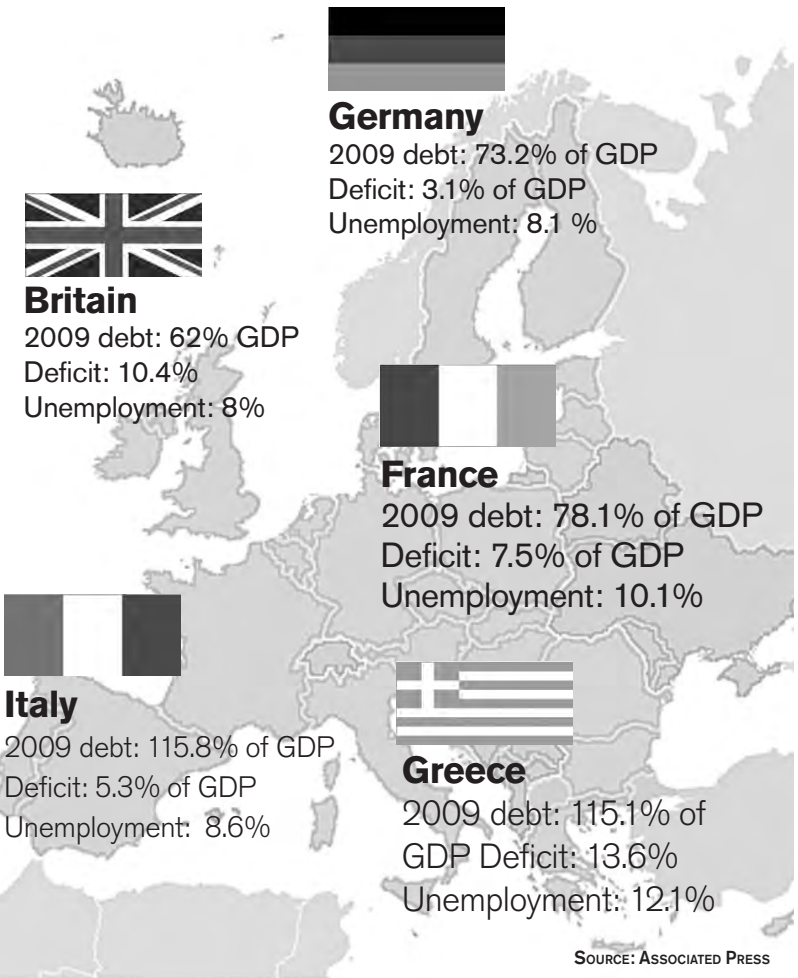 Germany
2009 debt: 73.2% of GDP
Deficit: 3.1% of GDP
Unemployment: 8.1 %
Britain
2009 debt: 62% GDP
Deficit: 10.4%
Unemployment: 8%
France
2009 debt: 78.1% of GDP
Deficit: 7.5% of GDP
Unemployment: 10.1%
Italy
2009 debt: 115.8% of GDP
Deficit: 5.3% of GDP
Unemployment: 8.6%
Greece
2009 debt: 115.1% of
GDP Deficit: 13.6%
Unemployment: 12.1%
SOURCE: ASSOCIATED PRESS